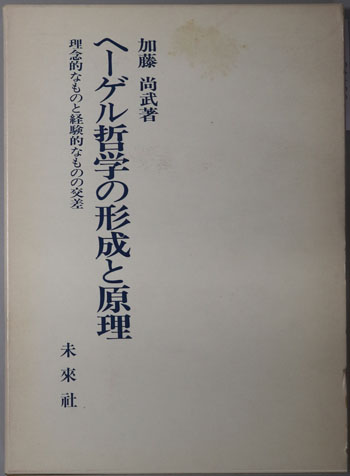 加藤 尚武著
ヘーゲル哲学の形成と原理
理念的なものと経験的なものの交差
未來社